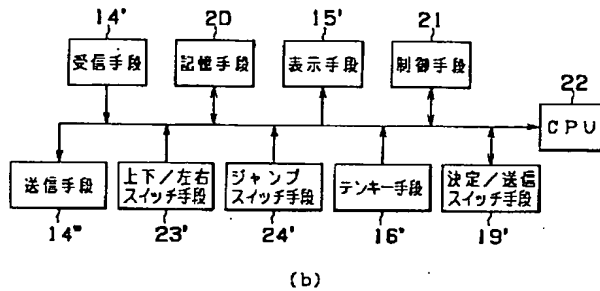 14'
20
15'
21
受信手段
記憶手段
表示手段
制御手段
22
CPU
送信手段
上下/左右
スイッチ手段
ジャンプ
スイッチ手段
テンキー手段
決定/送信
スイッチ手段
14"
23'
24'
16'
19'
(b)